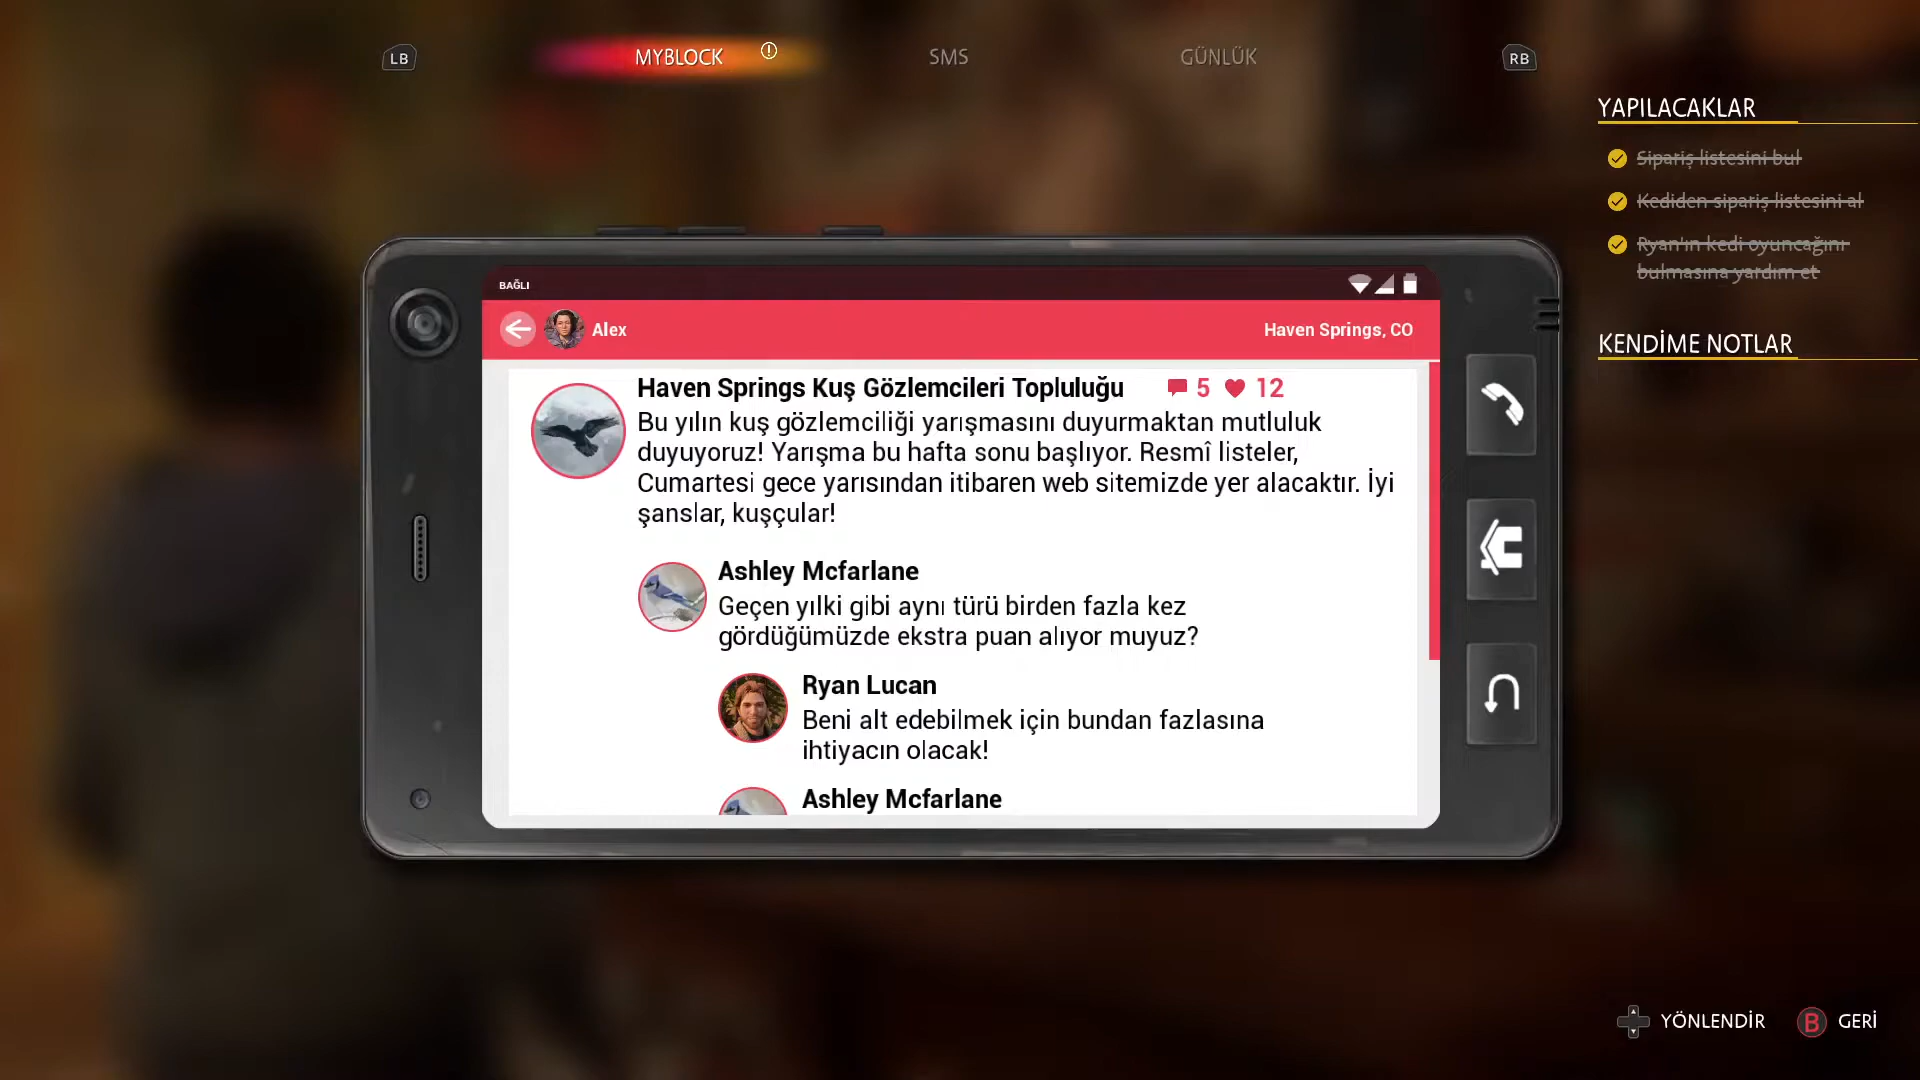 LB
MYBLOCK
SMS
GÜNLÜK
RB
YAPILACAKLAR
Sipariş listesini bul
Kediden sipariş listesini al
Ryan'ın kedi oyuncağını
bulmasına yardım et
KENDİME NOTLAR
BAĞLI
Alex
Haven Springs, CO
Haven Springs Kuş Gözlemcileri Topluluğu 5 12
Bu yılın kuş gözlemciliği yarışmasını duyurmaktan mutluluk
duyuyoruz! Yarışma bu hafta sonu başlıyor. Resmî listeler,
Cumartesi gece yarısından itibaren web sitemizde yer alacaktır. İyi
şanslar, kuşçular!
Ashley Mcfarlane
Geçen yılki gibi aynı türü birden fazla kez
gördüğümüzde ekstra puan alıyor muyuz?
Ryan Lucan
Beni alt edebilmek için bundan fazlasına
ihtiyacın olacak!
Ashley Mcfarlane
YÖNLENDİR
B GERİ